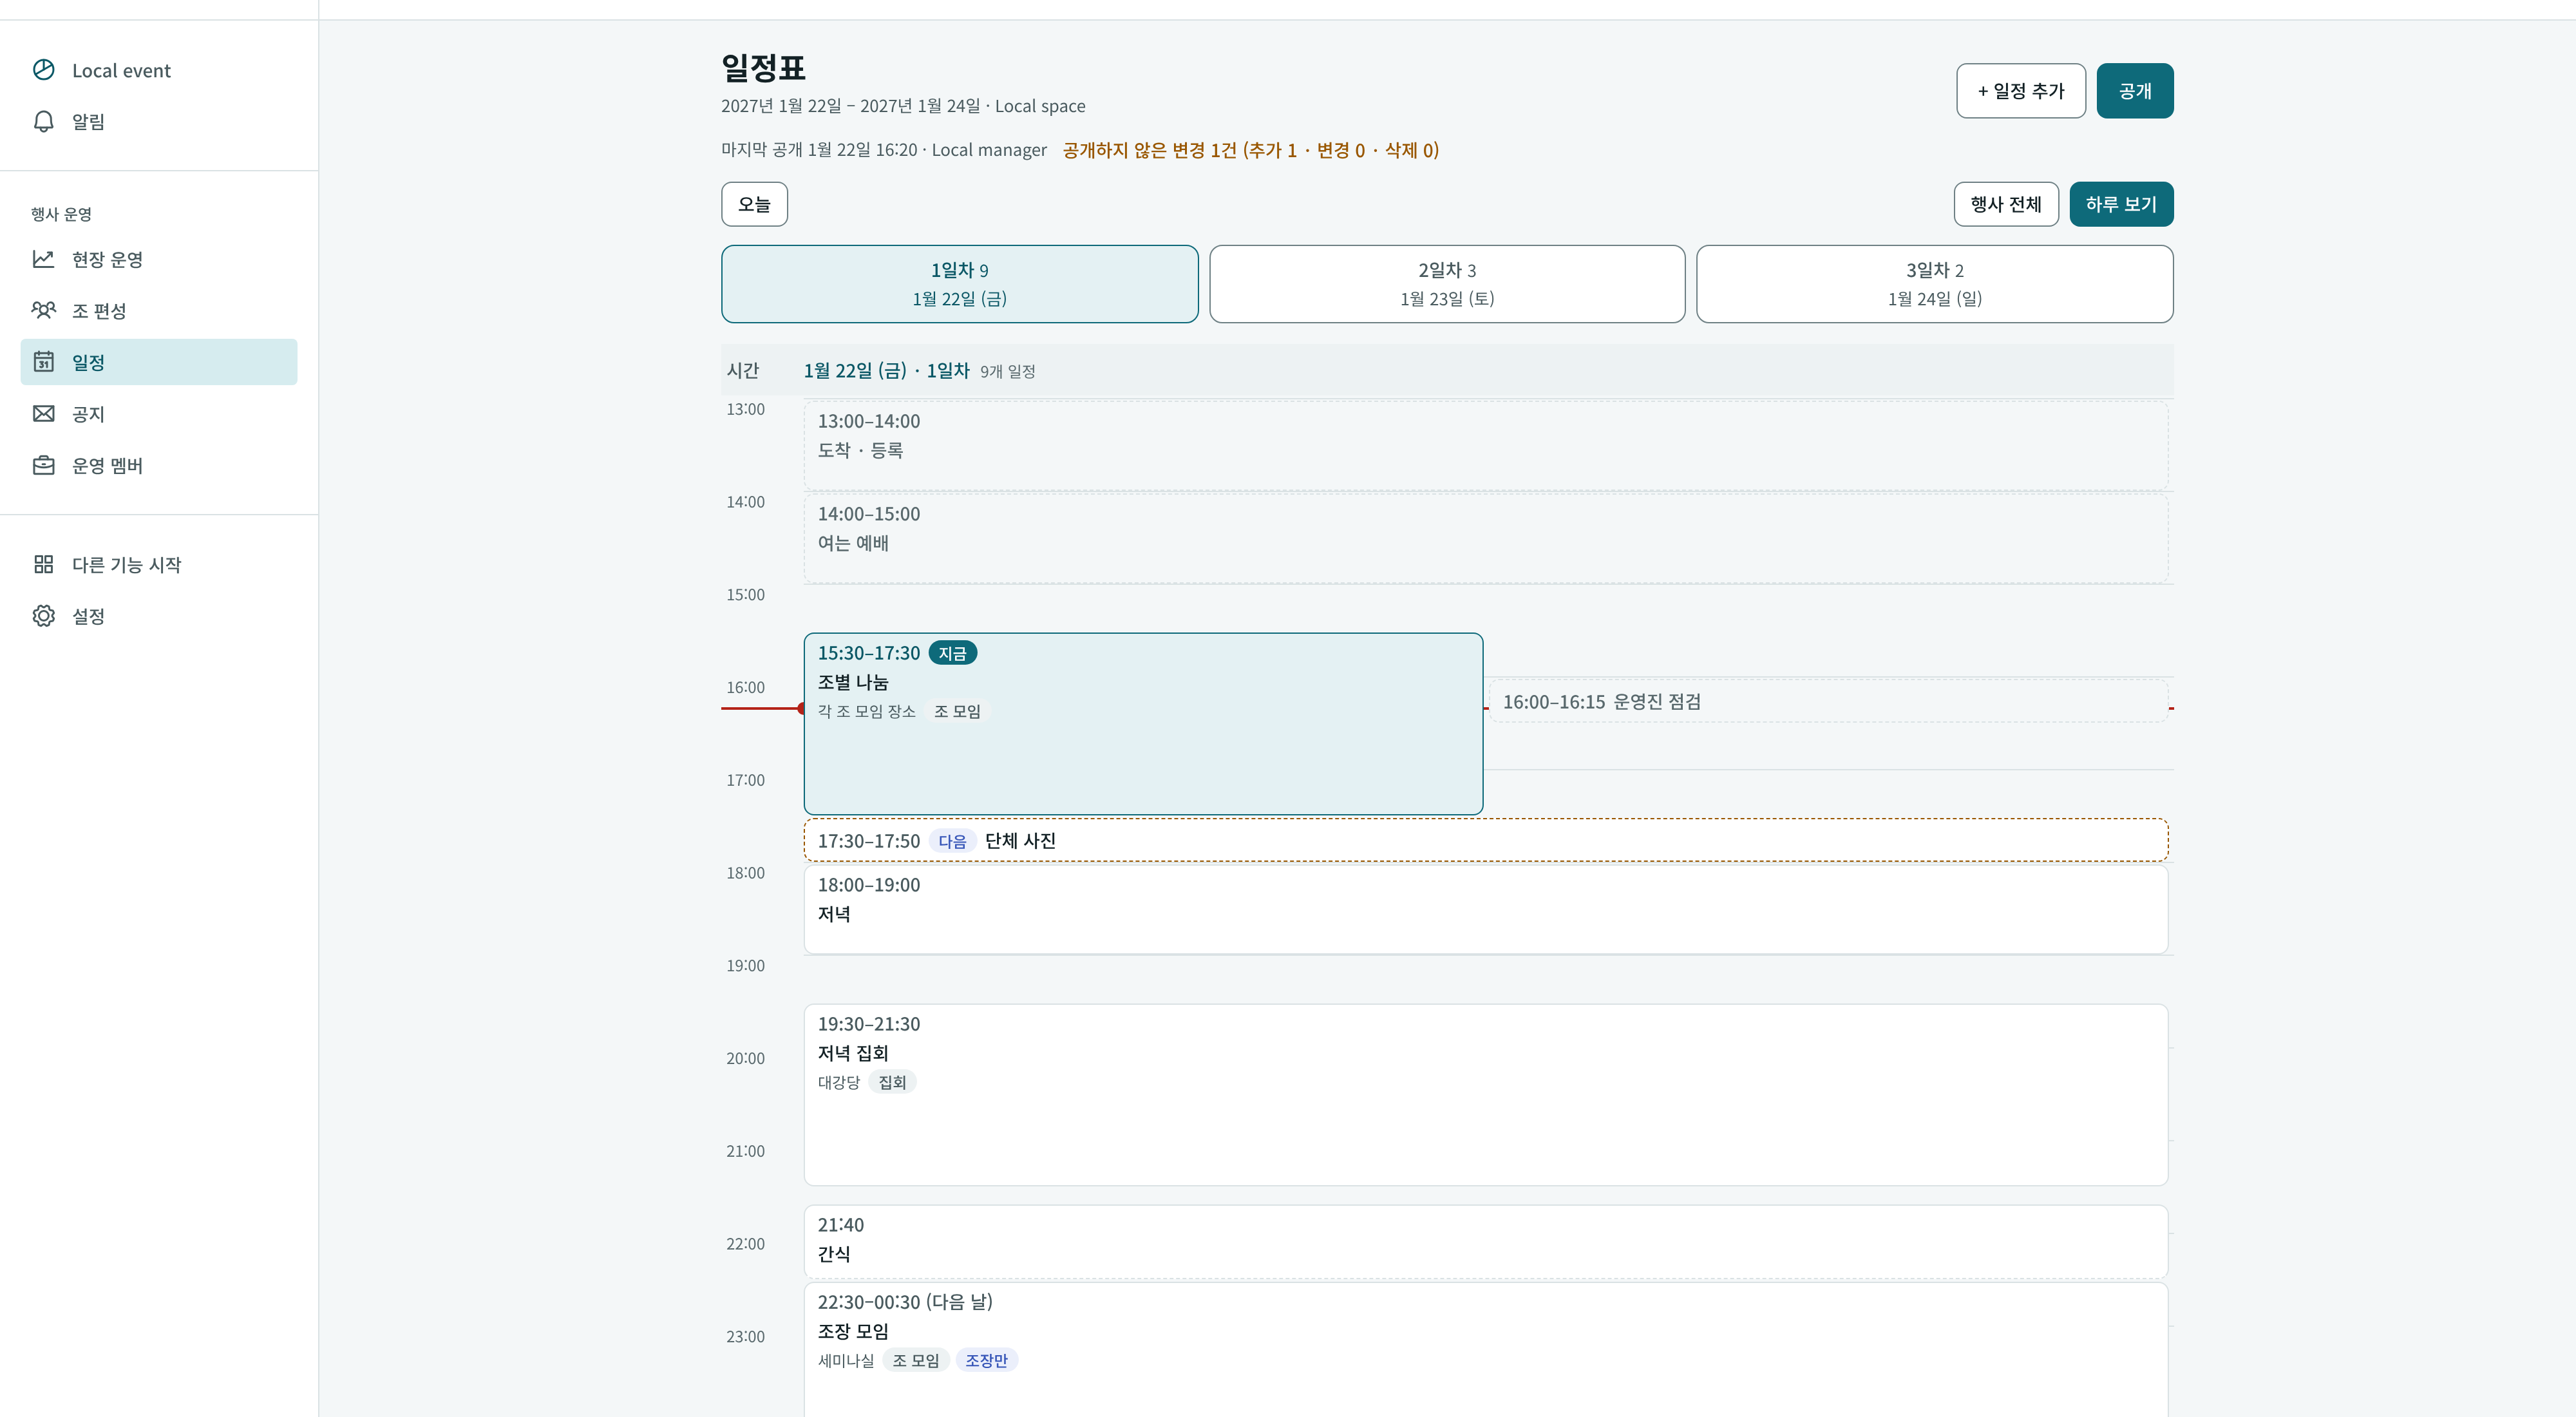 Local event
알림
행사 운영
현장 운영
조 편성
일정
공지
운영 멤버
다른 기능 시작
설정
일정표
2027년 1월 22일 – 2027년 1월 24일 · Local space
+ 일정 추가
공개
마지막 공개 1월 22일 16:20 · Local manager 공개하지 않은 변경 1건 (추가 1 · 변경 0 · 삭제 0)
오늘
행사 전체
하루 보기
1일차 9
1월 22일 (금)
2일차 3
1월 23일 (토)
3일차 2
1월 24일 (일)
시간
1월 22일 (금) · 1일차 9개 일정
13:00
13:00–14:00
도착 · 등록
14:00
14:00–15:00
여는 예배
15:00
15:30–17:30 지금
조별 나눔
각 조 모임 장소 조 모임
16:00
16:00–16:15 운영진 점검
17:00
17:30–17:50 다음 단체 사진
18:00
18:00–19:00
저녁
19:00
19:30–21:30
저녁 집회
대강당 집회
20:00
21:00
21:40
간식
22:00
22:30–00:30 (다음 날)
조장 모임
세미나실 조 모임 조장만
23:00